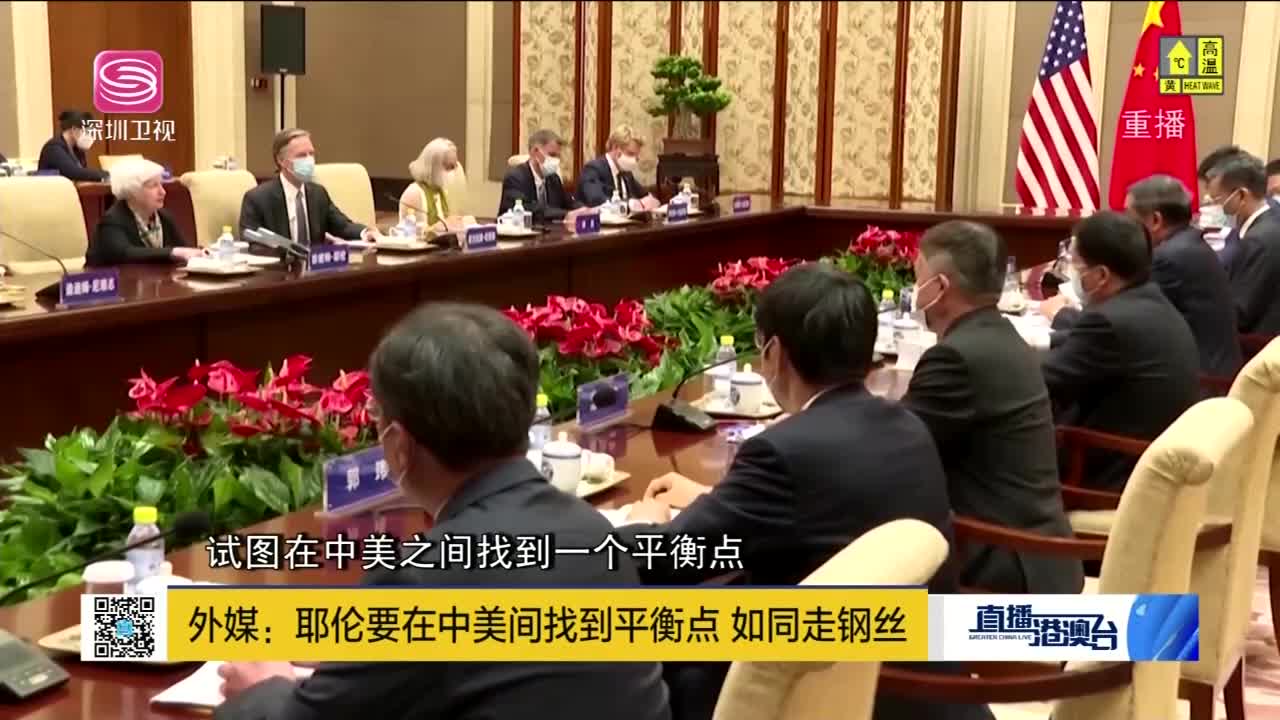 高温
℃
黄 HEAT WAVE
深圳卫视
重播
试图在中美之间找到一个平衡点
外媒：耶伦要在中美间找到平衡点 如同走钢丝
直播港澳台
GREATER CHINA LIVE